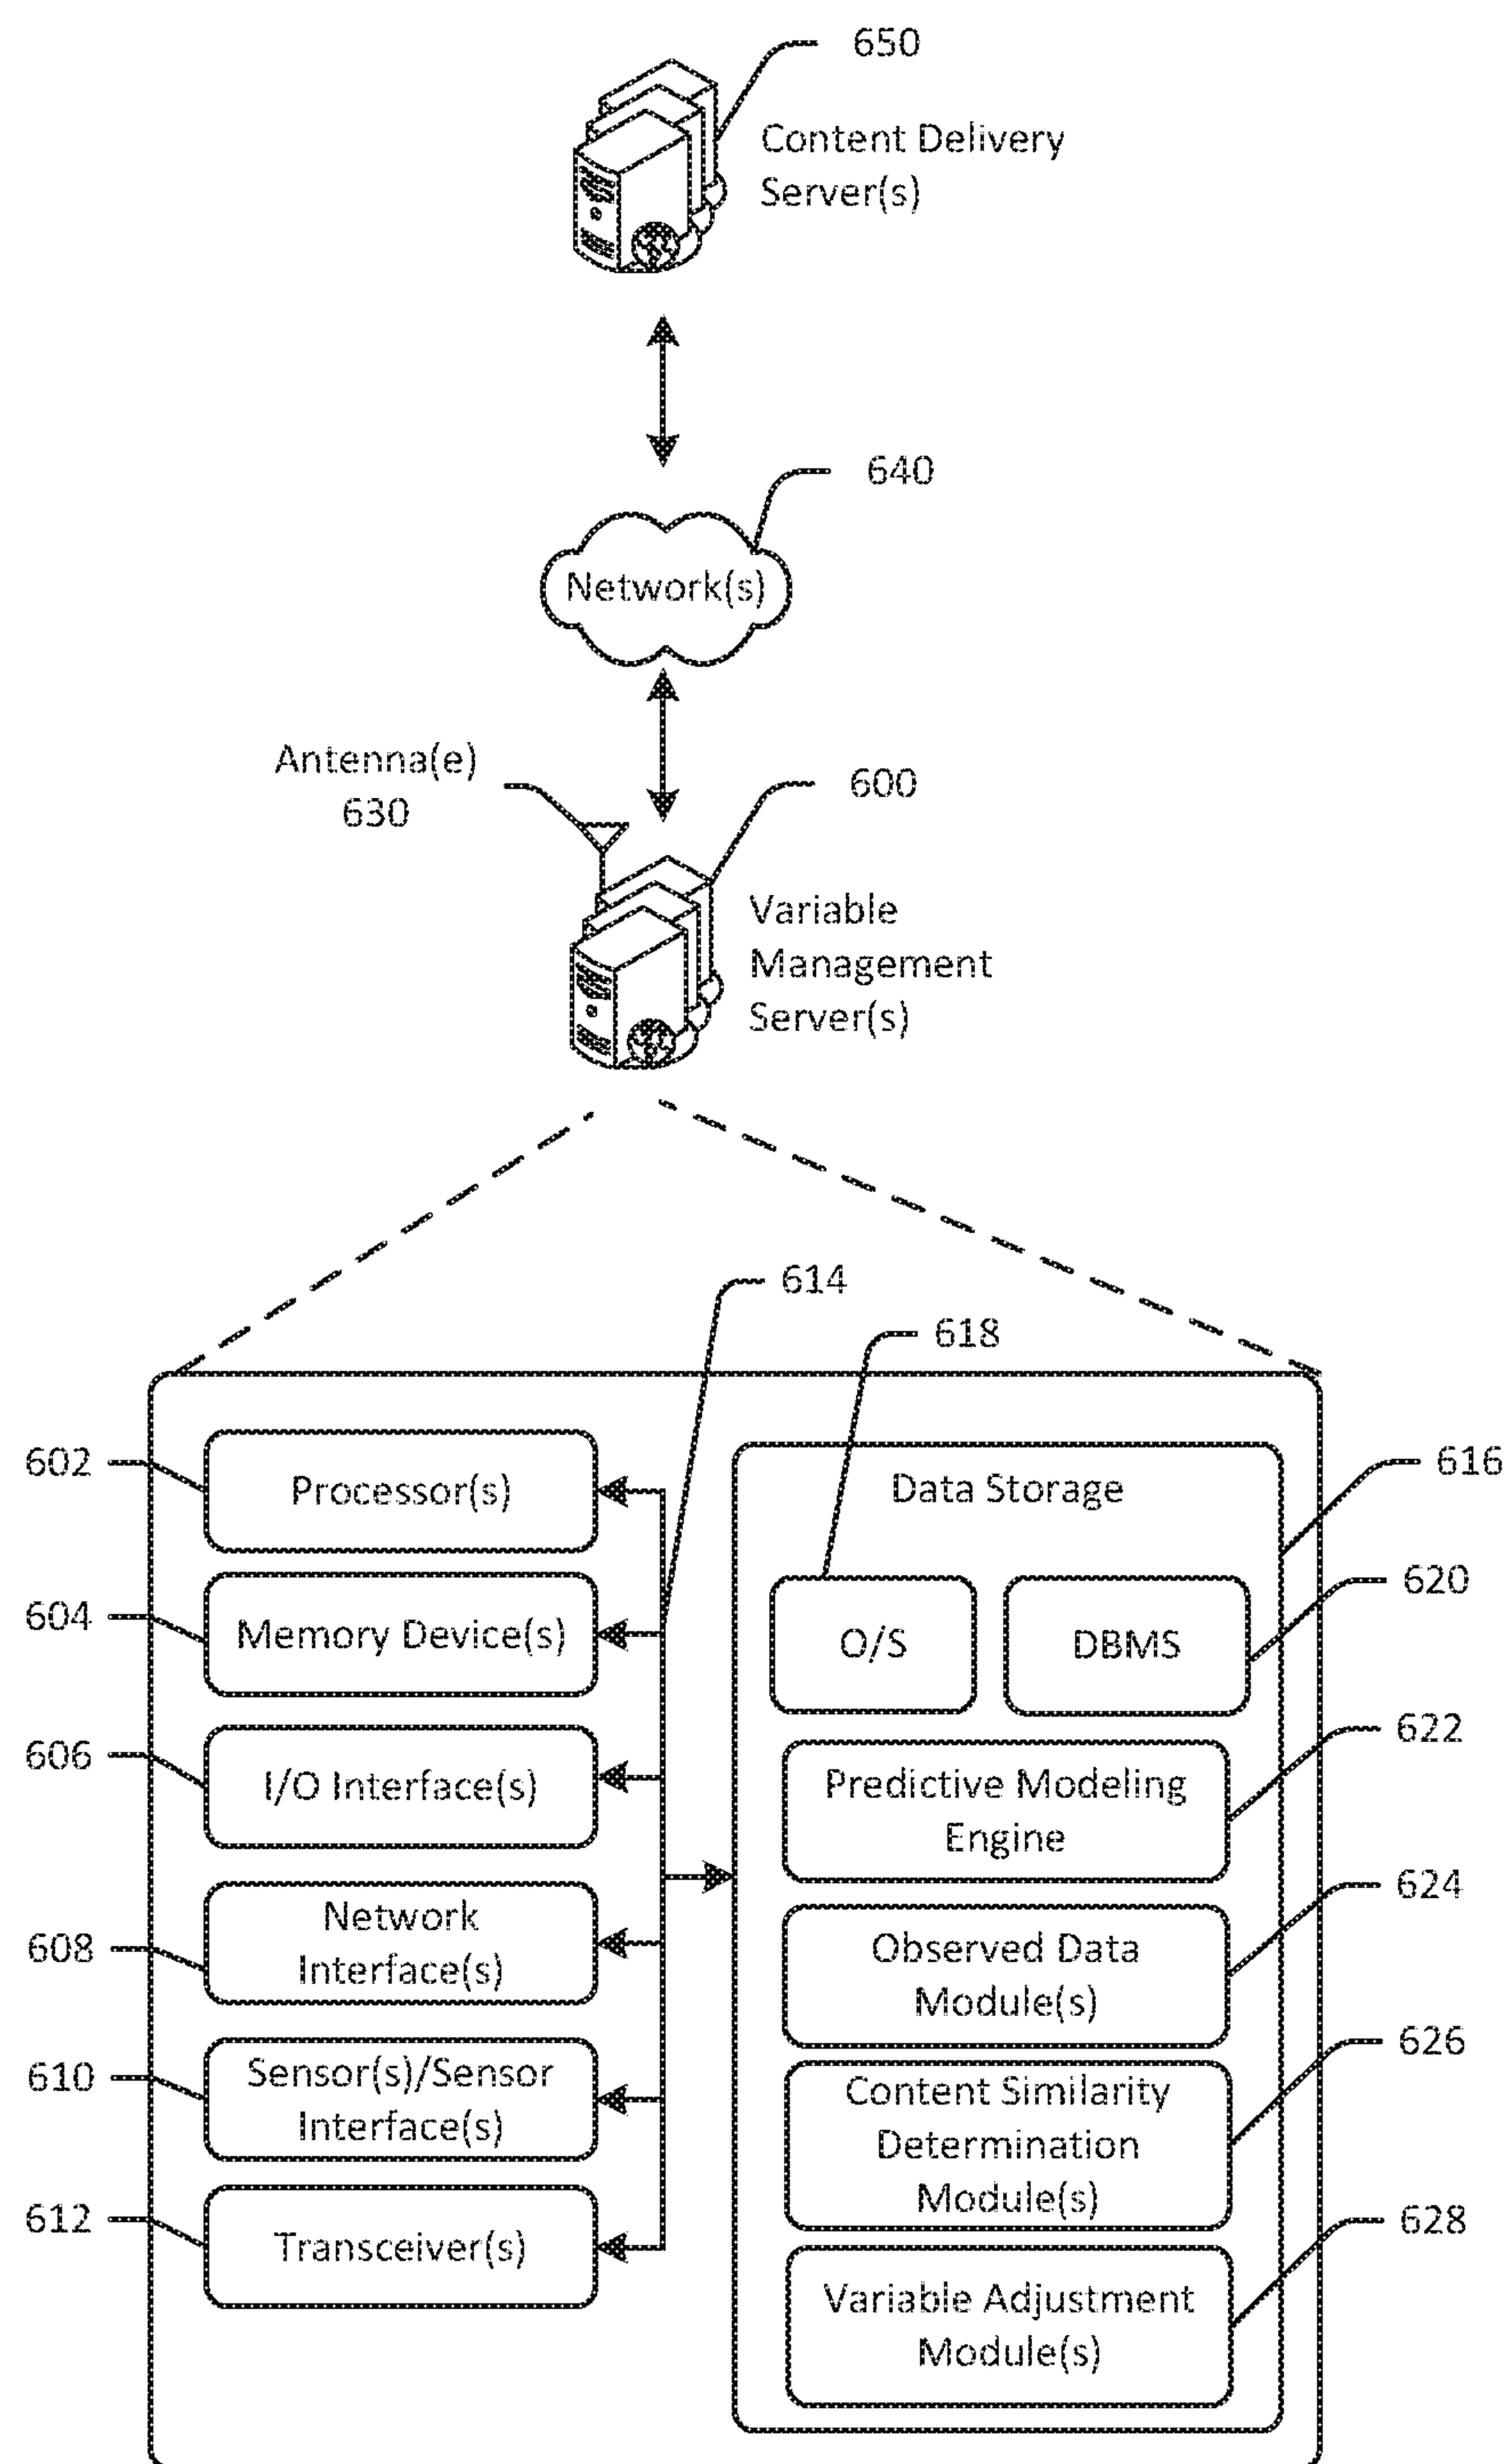 650
Content Delivery
Server(s)
640
Network(s)
Antenna(e)
630
600
Variable
Management
Server(s)
614
618
602
Processor(s)
604
Memory Device(s)
606
I/O Interface(s)
608
Network
Interface(s)
610
Sensor(s)/Sensor
Interface(s)
612
Transceiver(s)
Data Storage
616
O/S
DBMS
620
Predictive Modeling
Engine
622
Observed Data
Module(s)
624
Content Similarity
Determination
Module(s)
626
Variable Adjustment
Module(s)
628